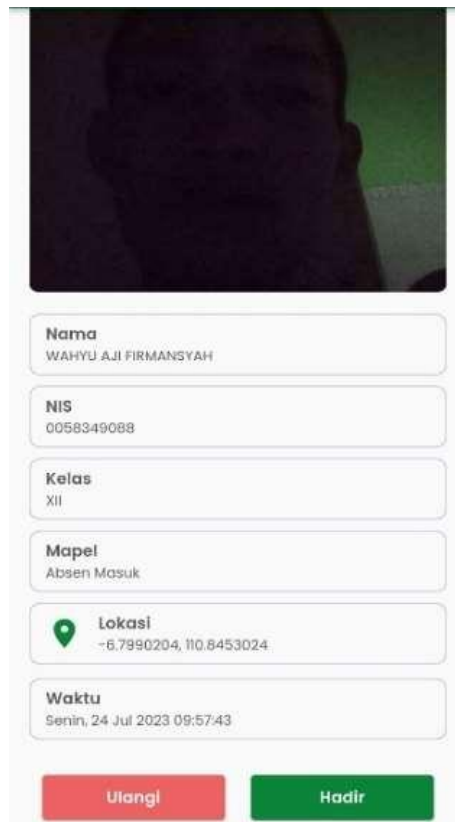 Nama
WAHYU AJI FIRMANSYAH
NIS
0058349088
Kelas
XII
Mapel
Absen Masuk
Lokasi
-6.7990204, 110.8453024
Waktu
Senin, 24 Jul 2023 09:57:43
Ulangi
Hadir